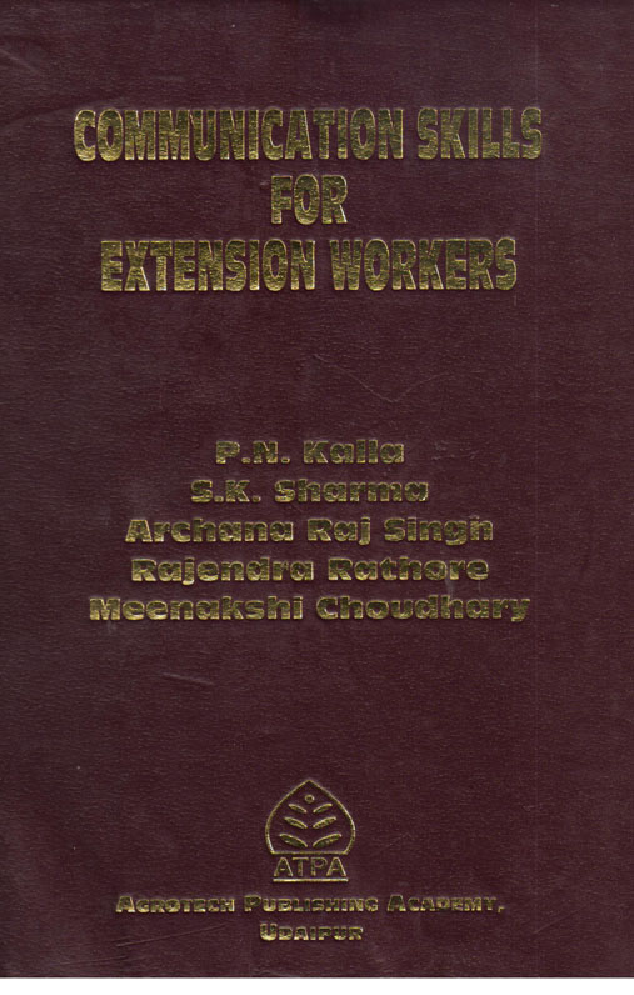 COMMUNICATION SKILLS
FOR
EXTENSION WORKERS
P.N. Kalla
S.K. Sharma
Archana Raj Singh
Rajendra Rathore
Meenakshi Choudhary
ATPA
AGROTECH PUBLISHING ACADEMY,
UDAIPUR